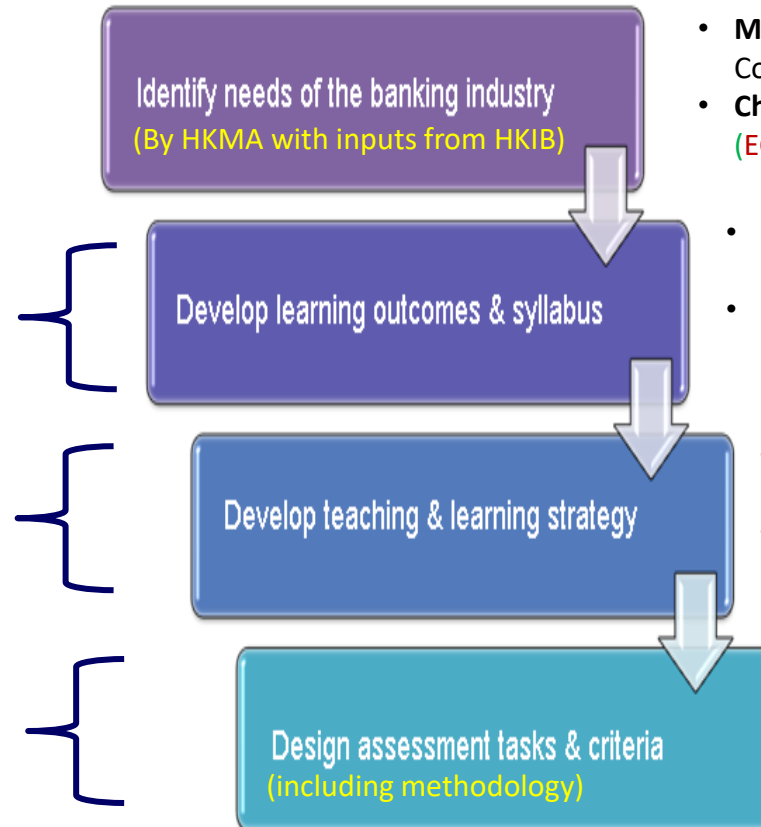 Identify needs of the banking industry
(By HKMA with inputs from HKIB)
Develop learning outcomes & syllabus
Develop teaching & learning strategy
Design assessment tasks & criteria
(including methodology)